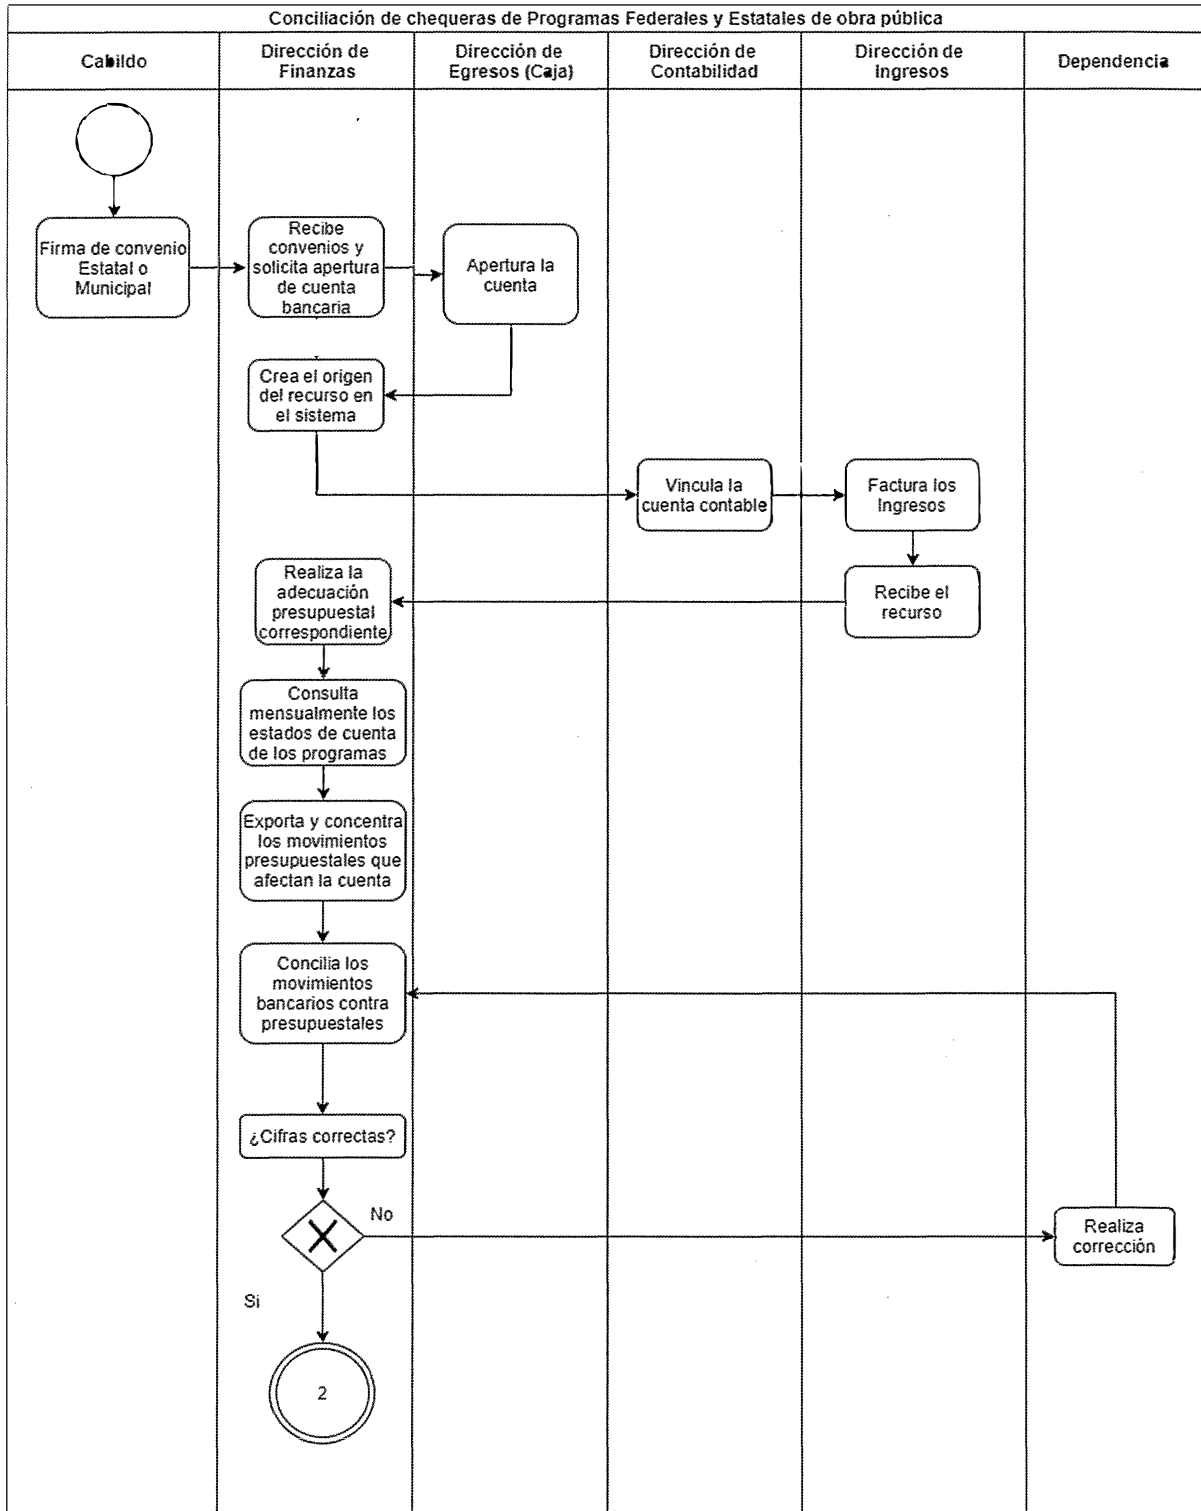 Conciliación de chequeras de Programas Federales y Estatales de obra pública
Cabildo
Dirección de
Finanzas
Dirección de
Egresos (Caja)
Dirección de
Contabilidad
Dirección de
Ingresos
Dependencia
Firma de convenio
Estatal o
Municipal
Recibe
convenios y
solicita apertura
de cuenta
bancaria
Apertura la
cuenta
Crea el origen
del recurso en
el sistema
Vincula la
cuenta contable
Factura los
Ingresos
Realiza la
adecuación
presupuestal
correspondiente
Recibe el
recurso
Consulta
mensualmente los
estados de cuenta
de los programas
Exporta y concentra
los movimientos
presupuestales que
afectan la cuenta
Concilia los
movimientos
bancarios contra
presupuestales
¿Cifras correctas?
No
Realiza
corrección
Si
2